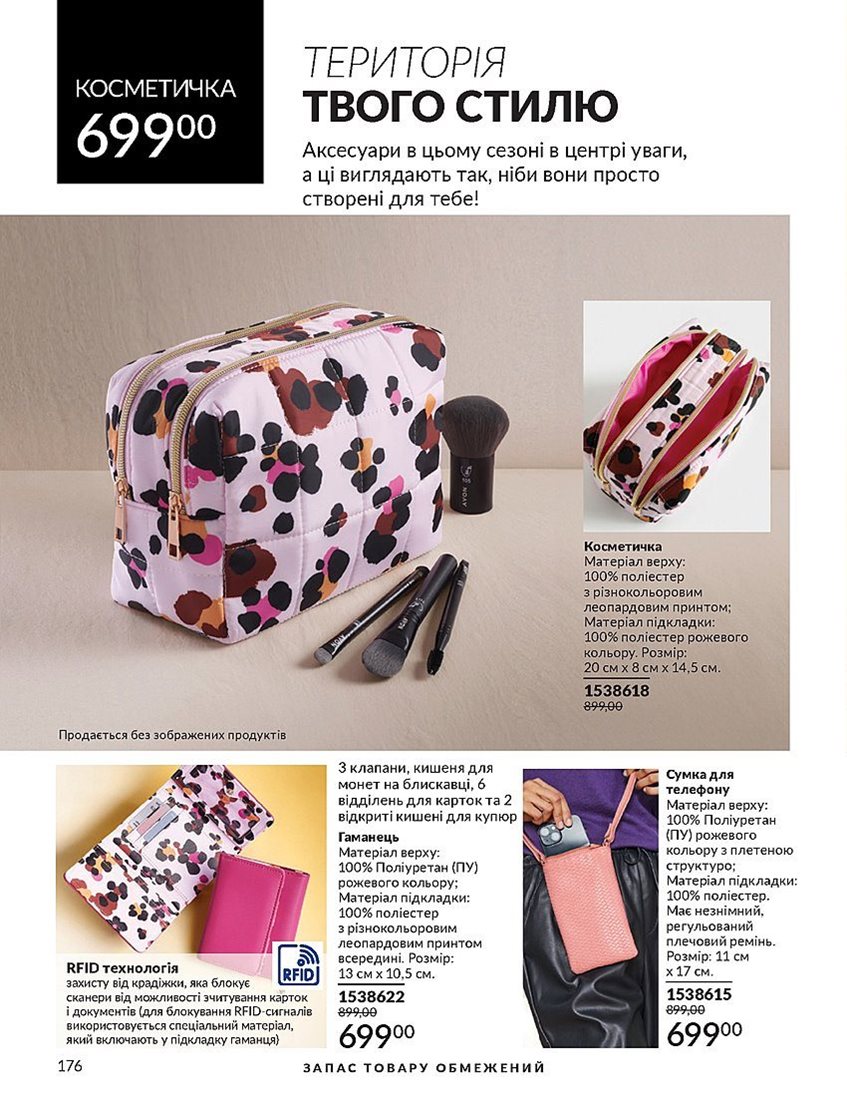 КОСМЕТИЧКА
699⁰⁰
ТЕРИТОРІЯ
ТВОГО СТИЛЮ
Аксесуари в цьому сезоні в центрі уваги,
а ці виглядають так, ніби вони просто
створені для тебе!
105
AVON
AVON
Косметичка
Матеріал верху:
100% поліестер
з різнокольоровим
леопардовим принтом;
Матеріал підкладки:
100% поліестер рожевого
кольору. Розмір:
20 см х 8 см х 14,5 см.
1538618
899,00
Продається без зображених продуктів
RFID
RFID технологія
захисту від крадіжки, яка блокує
сканери від можливості зчитування карток
і документів (для блокування RFID-сигналів
використовується спеціальний матеріал,
який включають у підкладку гаманця)
3 клапани, кишеня для
монет на блискавці, 6
відділень для карток та 2
відкриті кишені для купюр
Гаманець
Матеріал верху:
100% Поліуретан (ПУ)
рожевого кольору;
Матеріал підкладки:
100% поліестер
з різнокольоровим
леопардовим принтом
всередині. Розмір:
13 см х 10,5 см.
1538622
899,00
699⁰⁰
Сумка для
телефону
Матеріал верху:
100% Поліуретан
(ПУ) рожевого
кольору з плетеною
структуро;
Матеріал підкладки:
100% поліестер.
Має незнімний,
регульований
плечовий ремінь.
Розмір: 11 см
х 17 см.
1538615
899,00
699⁰⁰
176
ЗАПАС ТОВАРУ ОБМЕЖЕНИЙ